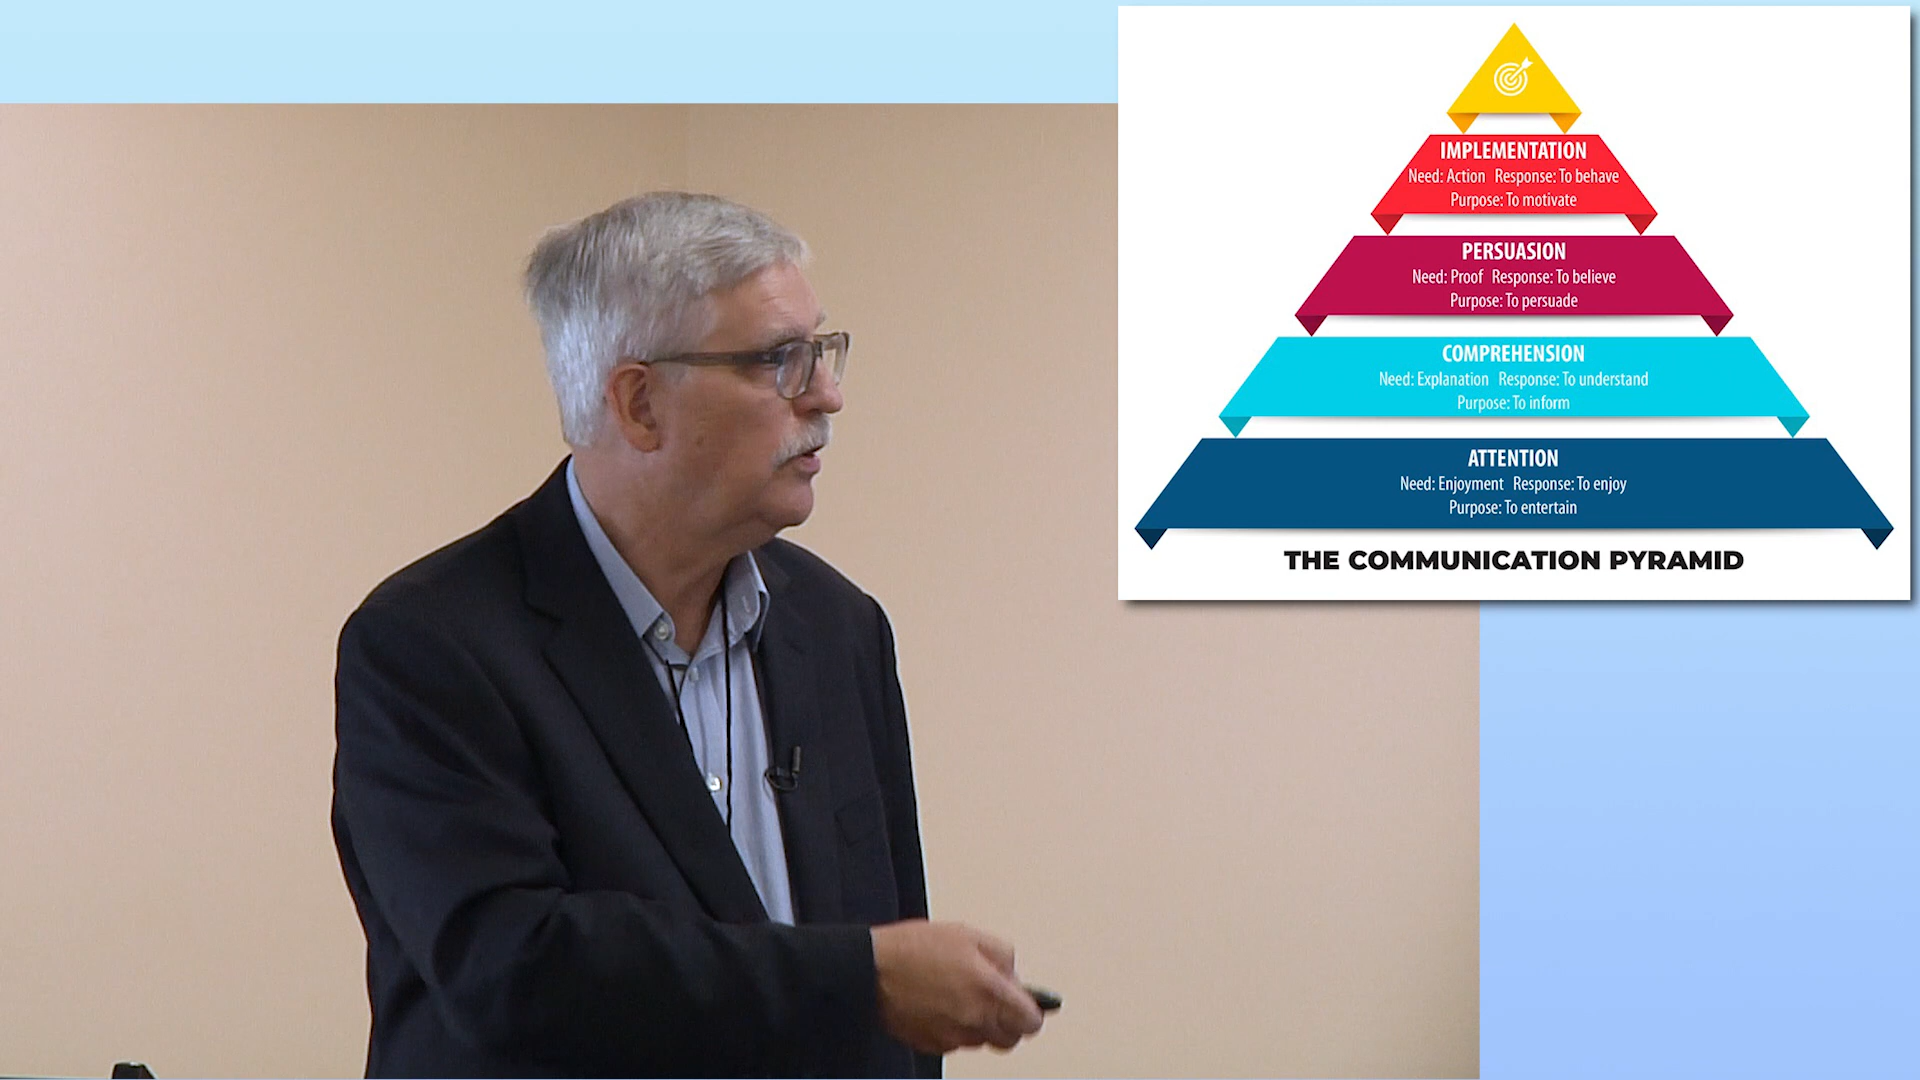 IMPLEMENTATION
Need: Action Response: To behave
Purpose: To motivate
PERSUASION
Need: Proof Response: To believe
Purpose: To persuade
COMPREHENSION
Need: Explanation Response: To understand
Purpose: To inform
ATTENTION
Need: Enjoyment Response: To enjoy
Purpose: To entertain
THE COMMUNICATION PYRAMID